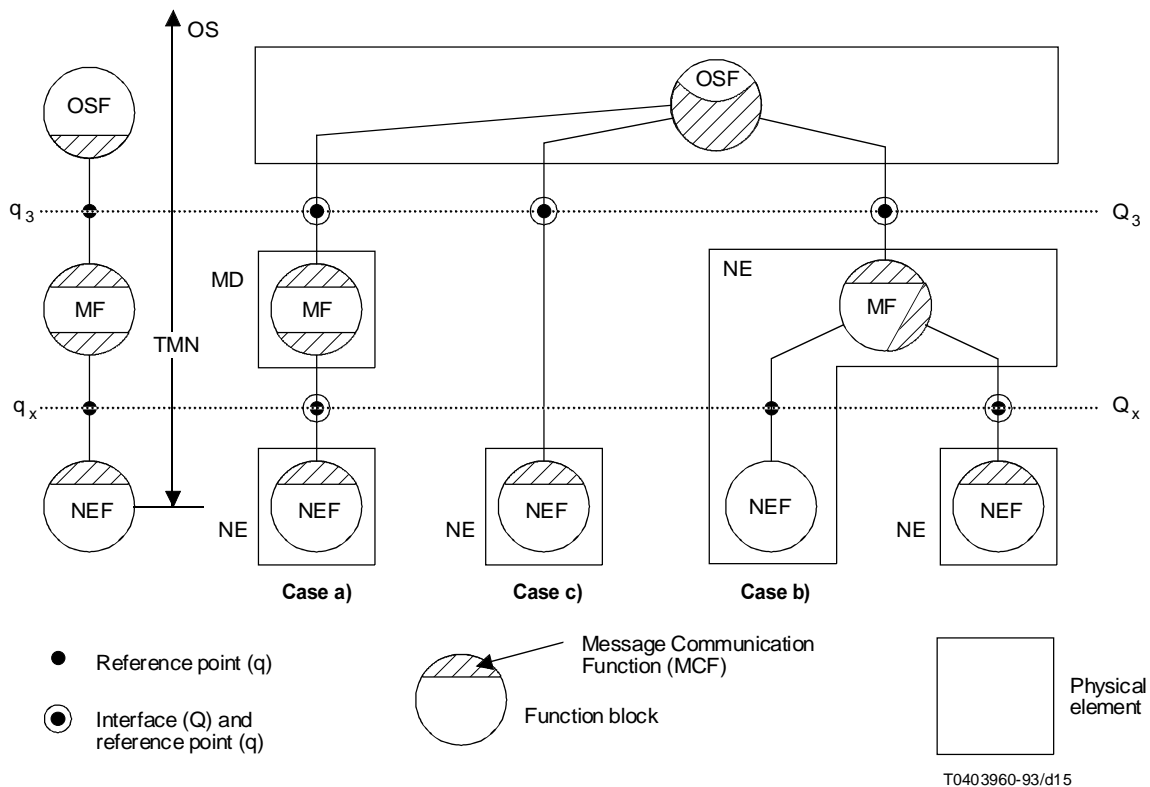 OS
OSF
OSF
q3
Q3
MD
NE
MF
MF
MF
TMN
qx
Qx
NEF
NE
NEF
NEF
NEF
NE
NEF
Case a)
Case c)
Case b)
Reference point (q)
Interface (Q) and
reference point (q)
Message Communication
Function (MCF)
Function block
Physical
element
T0403960-93/d15